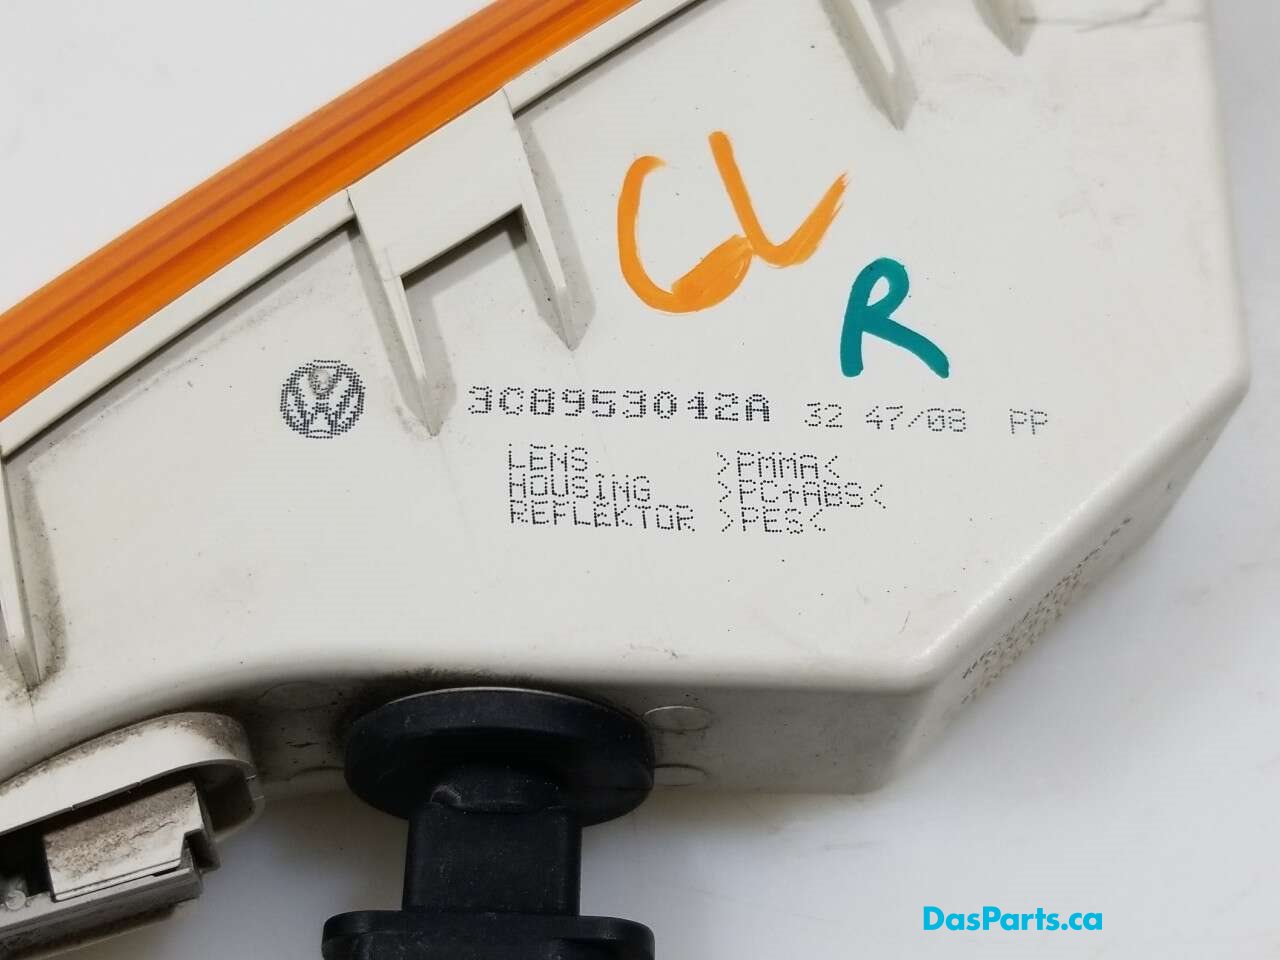 CL
R
3C8953042A 32 47/08 PP
LENS >PMMA<
HOUSING >PC+ABS<
REFLEKTOR >PES<
DasParts.ca